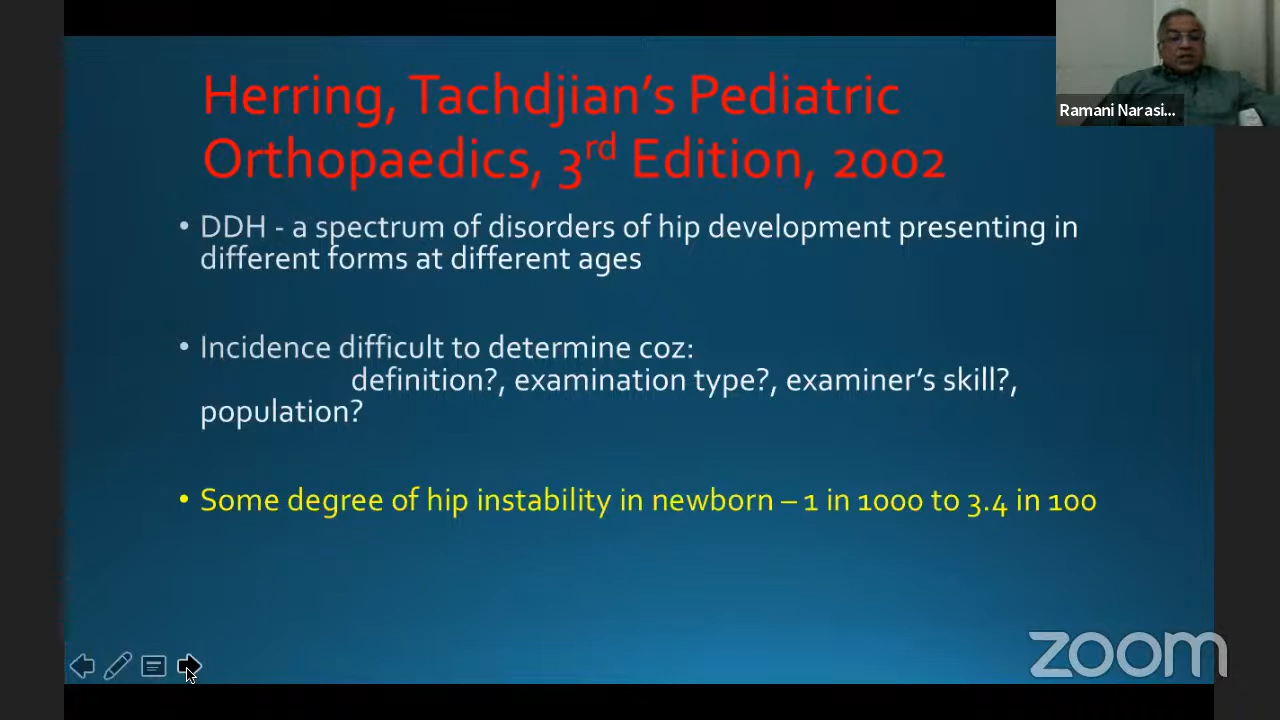 Herring, Tachdjian's Pediatric
Orthopaedics, 3rd Edition, 2002
Ramani Narasi...
• DDH - a spectrum of disorders of hip development presenting in
different forms at different ages
• Incidence difficult to determine coz:
definition?, examination type?, examiner's skill?,
population?
• Some degree of hip instability in newborn – 1 in 1000 to 3.4 in 100
zoom